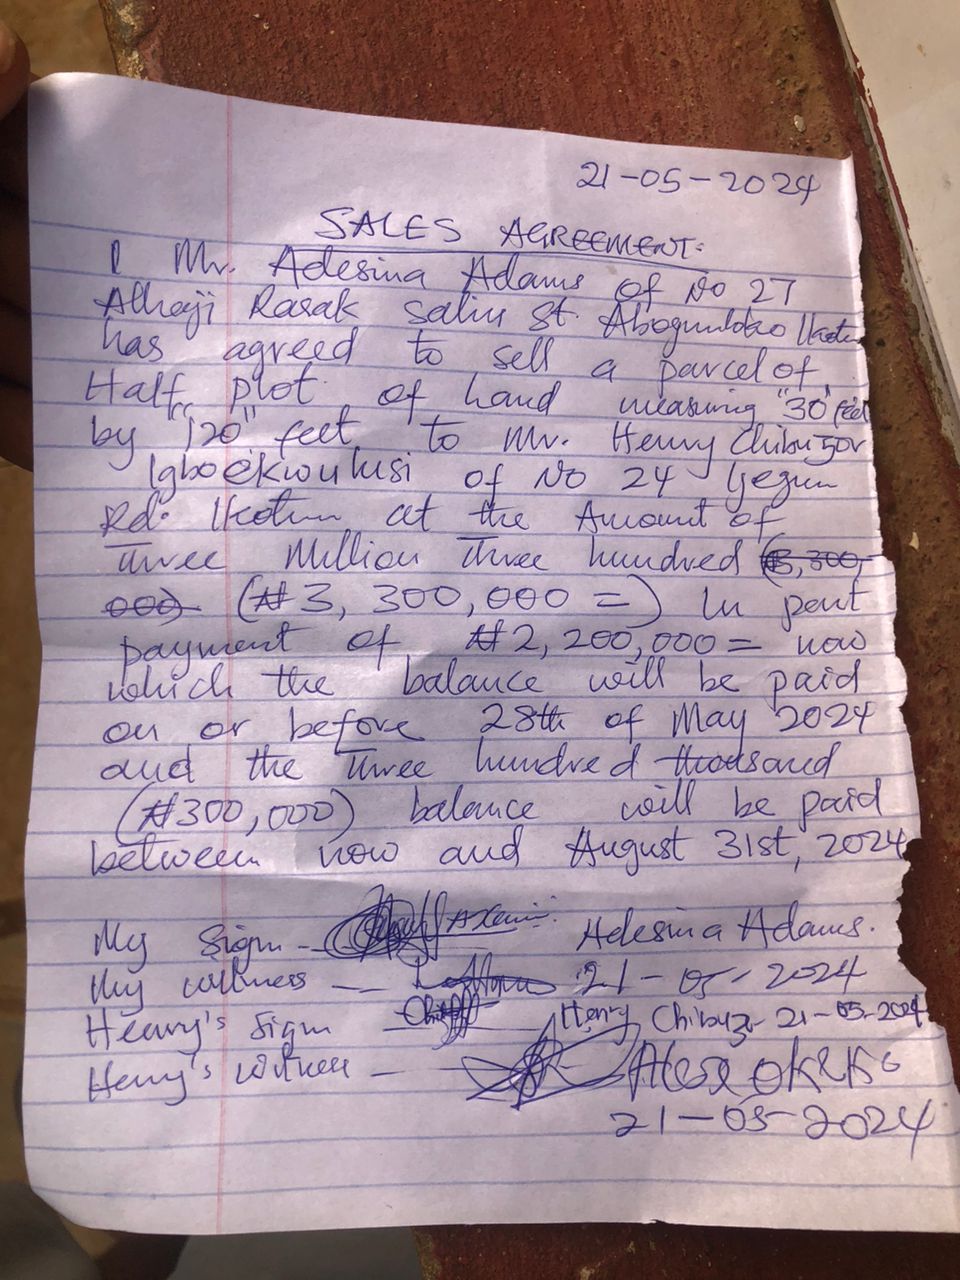 21-05-2024
SALES AGREEMENT.
I Mr. Adesina Adams of No 27
Alhaji Rasak Saliu St. Abogunloko Ikotun
has agreed to sell a parcel of
Half plot of land measuring "30" feet
by "120" feet to Mr. Henry Chibuzor
Igboekwulusi of No 24 Ijegun
Rd. Ikotun at the Amount of
Three Million Three hundred (₦3,300,
000) (₦3,300,000=) In part
payment of ₦2,200,000= now
which the balance will be paid
on or before 28th of May 2024
and the Three hundred thousand
(₦300,000) balance will be paid
between now and August 31st, 2024
My Sign - Adesina Adams.
My witness - 21-05-2024
Henry's Sign Henry Chibuzo 21-05-2024
Henry's witness -
21-05-2024